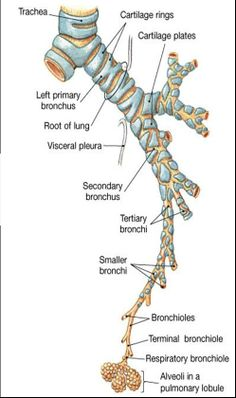 Trachea
Cartilage rings
Cartilage plates
Left primary
bronchus
Root of lung
Visceral pleura
Secondary
bronchus
Tertiary
bronchi
Smaller
bronchi
Bronchioles
Terminal bronchiole
Respiratory bronchiole
Alveoli in a
pulmonary lobule